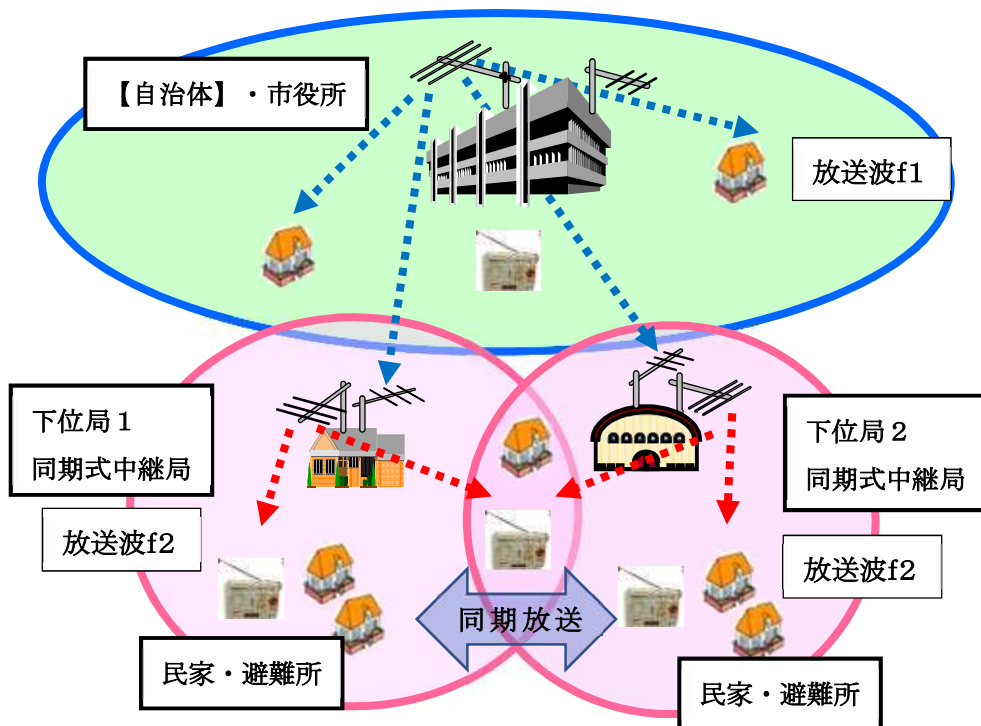 【自治体】・市役所
放送波f1
下位局１
同期式中継局
放送波f2
下位局２
同期式中継局
放送波f2
同期放送
民家・避難所
民家・避難所